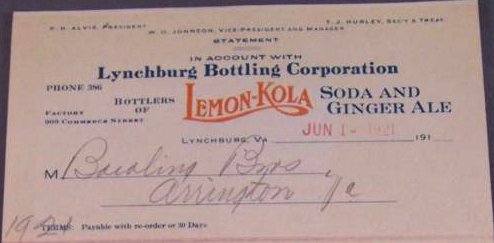 P. H. ALVIS, PRESIDENT
T. J. HURLEY, SEC'Y & TREAS.
W. O. JOHNSON, VICE-PRESIDENT AND MANAGER
STATEMENT
IN ACCOUNT WITH
Lynchburg Bottling Corporation
PHONE 386
BOTTLERS OF
LEMON-KOLA
SODA AND GINGER ALE
FACTORY
909 COMMERCE STREET
LYNCHBURG, VA. JUN 1- 1921 191
M Bowling Bros,
Arrington Va
1921
TERMS: Payable with re-order or 30 Days